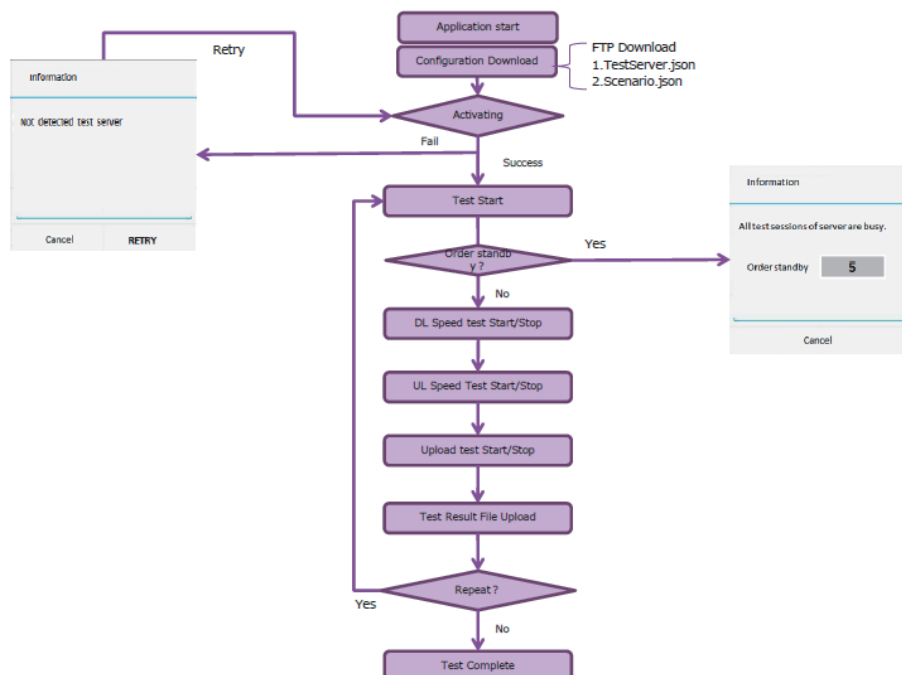 Application start
Retry
Configuration Download
FTP Download
1.TestServer.json
2.Scenario.json
Information
Not detected test server
Activating
Fail
Success
Cancel
RETRY
Test Start
Information
All test sessions of server are busy.
Order standby
5
Cancel
Order standb
y ?
Yes
No
DL Speed test Start/Stop
UL Speed Test Start/Stop
Upload test Start/Stop
Test Result File Upload
Repeat ?
Yes
No
Test Complete